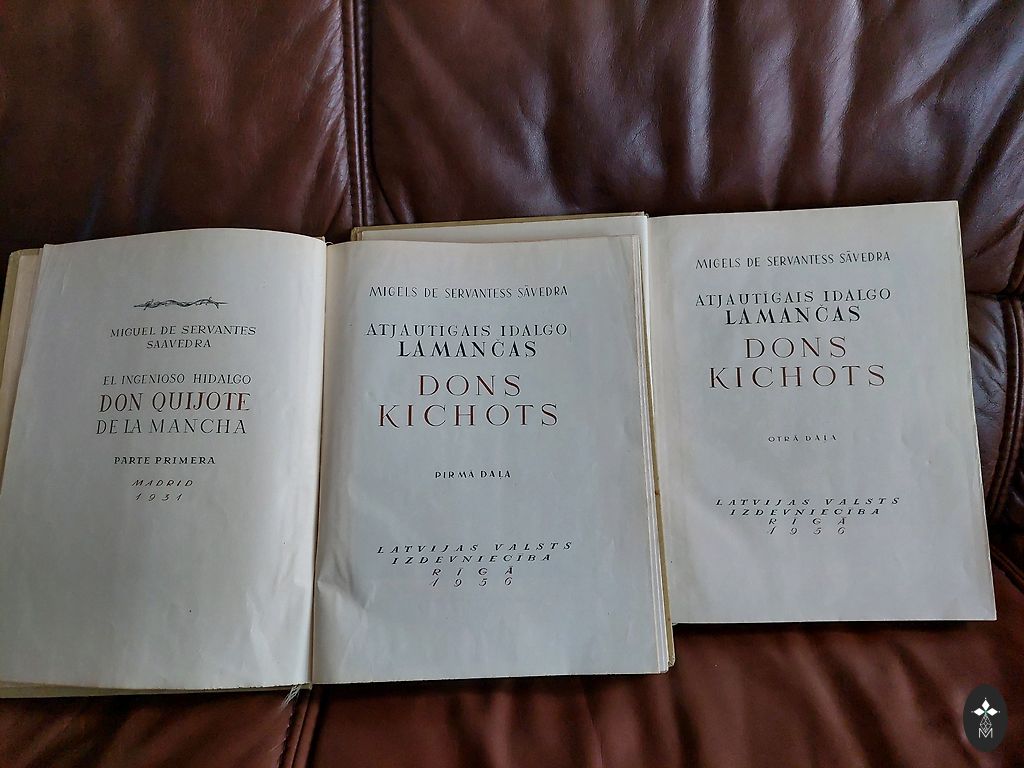 MIGUEL DE SERVANTES
SAAVEDRA
EL INGENIOSO HIDALGO
DON QUIJOTE
DE LA MANCHA
PARTE PRIMERA
MADRID
1931
MIGELS DE SERVANTESS SĀVEDRA
ATJAUTĪGAIS IDALGO
LAMANČAS
DONS
KICHOTS
PIRMĀ DAĻA
LATVIJAS VALSTS
IZDEVNIECĪBA
RĪGĀ
1956
MIGELS DE SERVANTESS SĀVEDRA
ATJAUTĪGAIS IDALGO
LAMANČAS
DONS
KICHOTS
OTRĀ DAĻA
LATVIJAS VALSTS
IZDEVNIECĪBA
RĪGĀ
1956
M